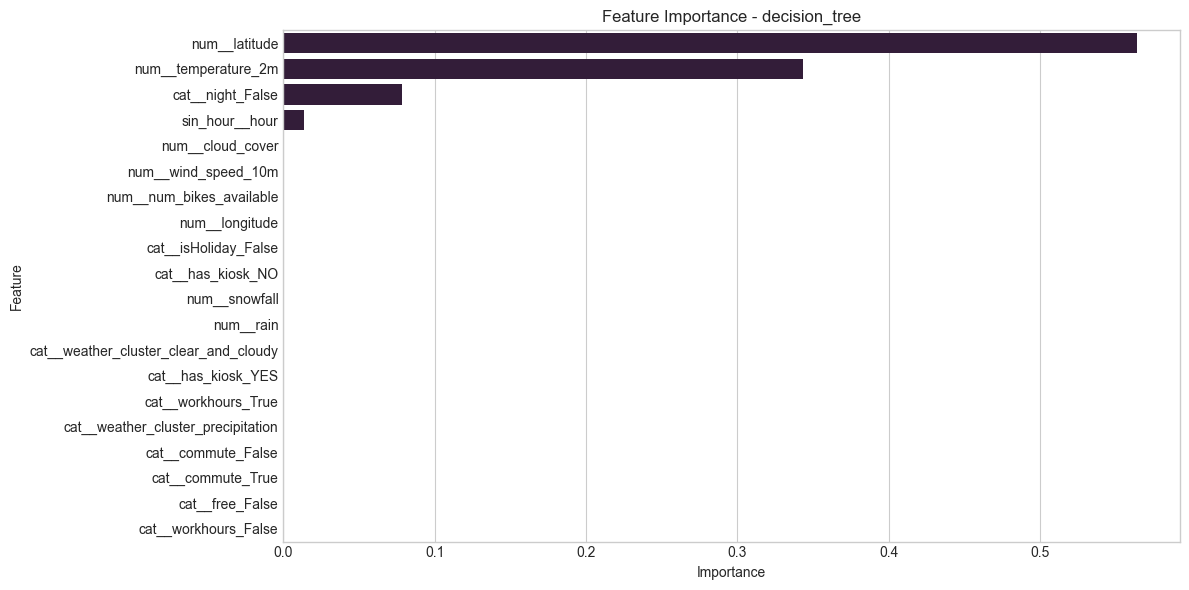 Feature Importance - decision_tree
Feature
num__latitude
num__temperature_2m
cat__night_False
sin_hour__hour
num__cloud_cover
num__wind_speed_10m
num__num_bikes_available
num__longitude
cat__isHoliday_False
cat__has_kiosk_NO
num__snowfall
num__rain
cat__weather_cluster_clear_and_cloudy
cat__has_kiosk_YES
cat__workhours_True
cat__weather_cluster_precipitation
cat__commute_False
cat__commute_True
cat__free_False
cat__workhours_False
0.0 0.1 0.2 0.3 0.4 0.5
Importance